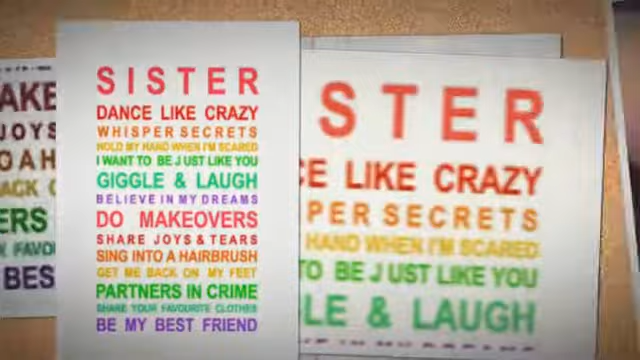 SISTER
DANCE LIKE CRAZY
WHISPER SECRETS
HOLD MY HAND WHEN I'M SCARED
I WANT TO BE JUST LIKE YOU
GIGGLE & LAUGH
BELIEVE IN MY DREAMS
DO MAKEOVERS
SHARE JOYS & TEARS
SING INTO A HAIRBRUSH
GET ME BACK ON MY FEET
PARTNERS IN CRIME
SHARE YOUR FAVOURITE CLOTHES
BE MY BEST FRIEND
STER
CE LIKE CRAZY
PER SECRETS
HAND WHEN I'M SCARED
TO BE JUST LIKE YOU
LE & LAUGH
AKE
JOYS
O A H
ACK
ERS
FAVO
BES